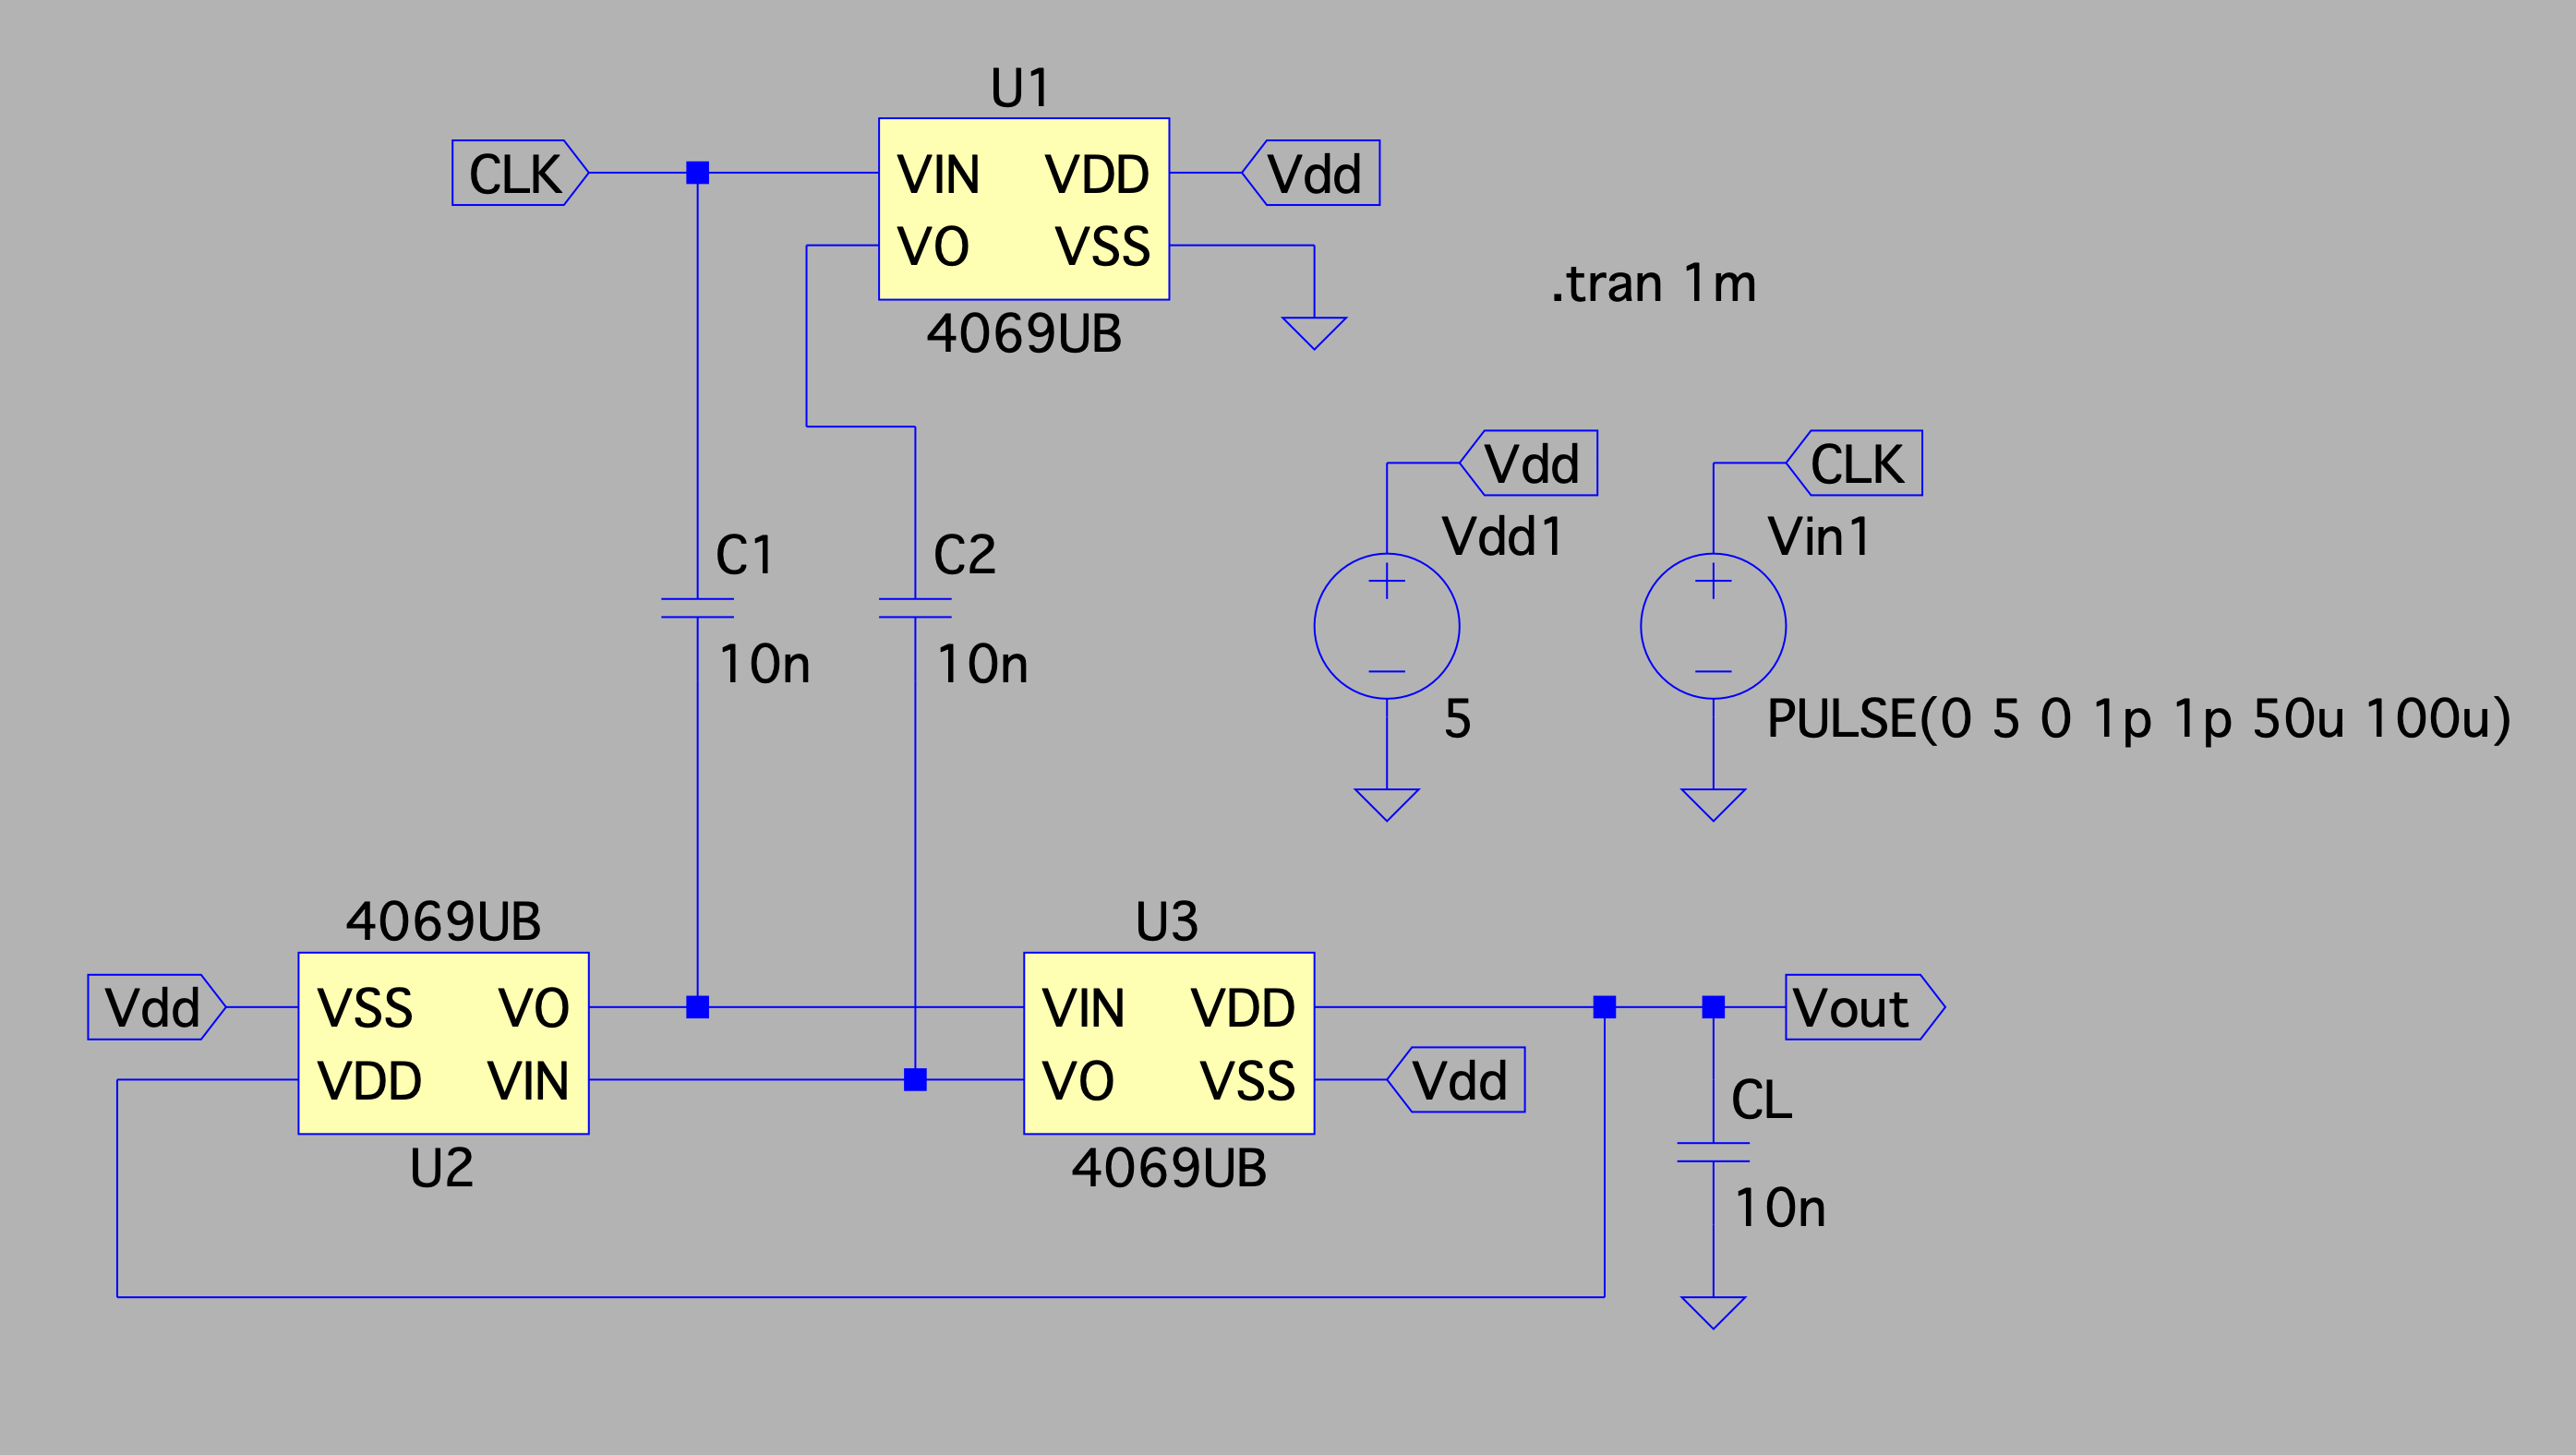 U1
CLK
VIN VDD
Vdd
VO VSS
4069UB
.tran 1m
Vdd
CLK
Vdd1
Vin1
C1
C2
10n
10n
5
PULSE(0 5 0 1p 1p 50u 100u)
4069UB
U3
Vdd
VSS VO
VIN VDD
Vout
VDD VIN
VO VSS
Vdd
CL
U2
4069UB
10n